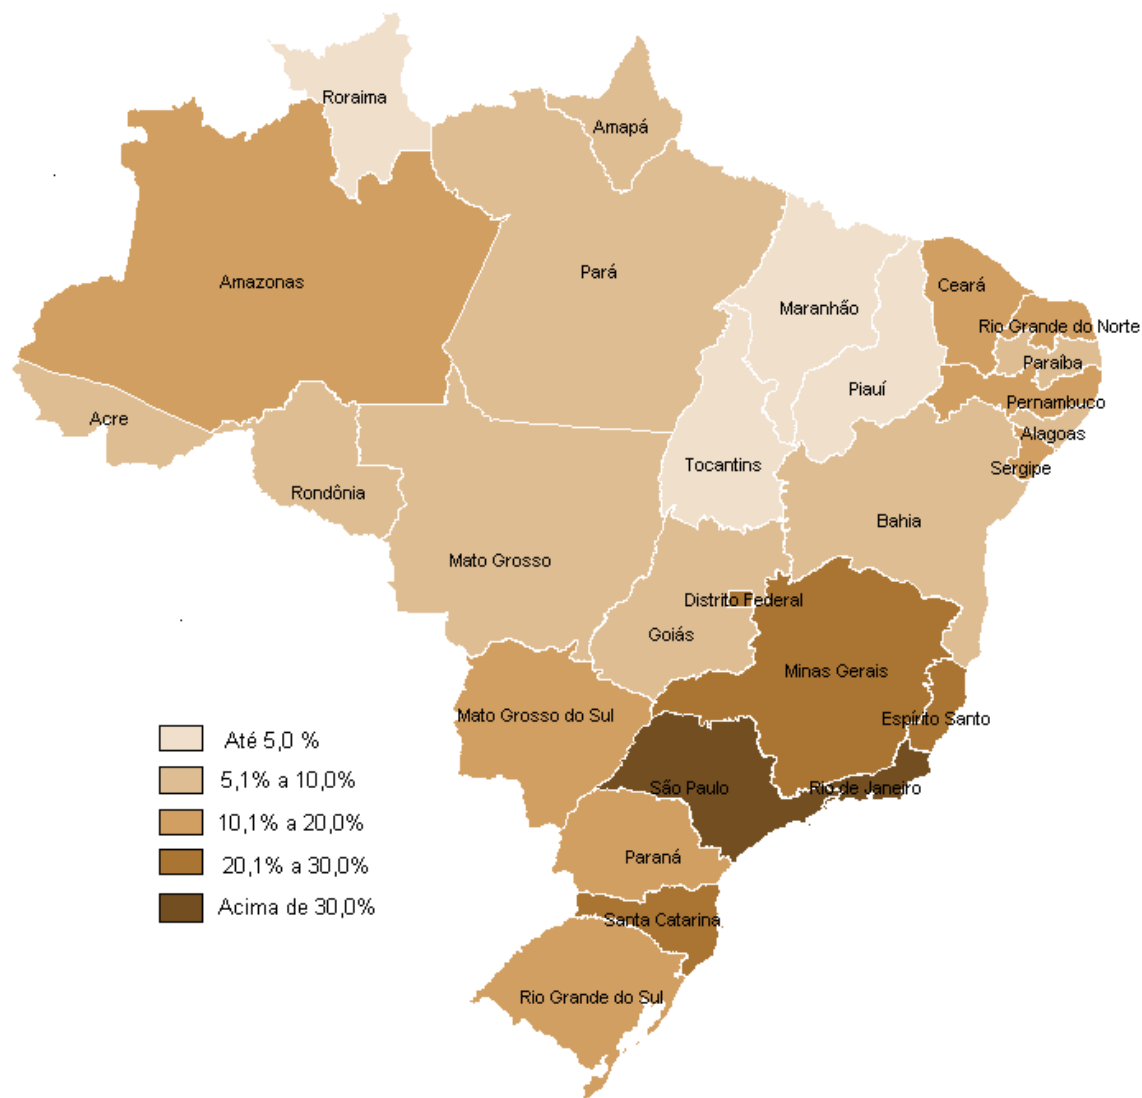 Roraima
Amapá
Amazonas
Pará
Ceará
Maranhão
Rio Grande do Norte
Paraíba
Piauí
Pernambuco
Acre
Alagoas
Tocantins
Sergipe
Rondônia
Bahia
Mato Grosso
Distrito Federal
Goiás
Minas Gerais
Mato Grosso do Sul
Espírito Santo
São Paulo
Rio de Janeiro
Paraná
Santa Catarina
Rio Grande do Sul
Até 5,0 %
5,1% a 10,0%
10,1% a 20,0%
20,1% a 30,0%
Acima de 30,0%